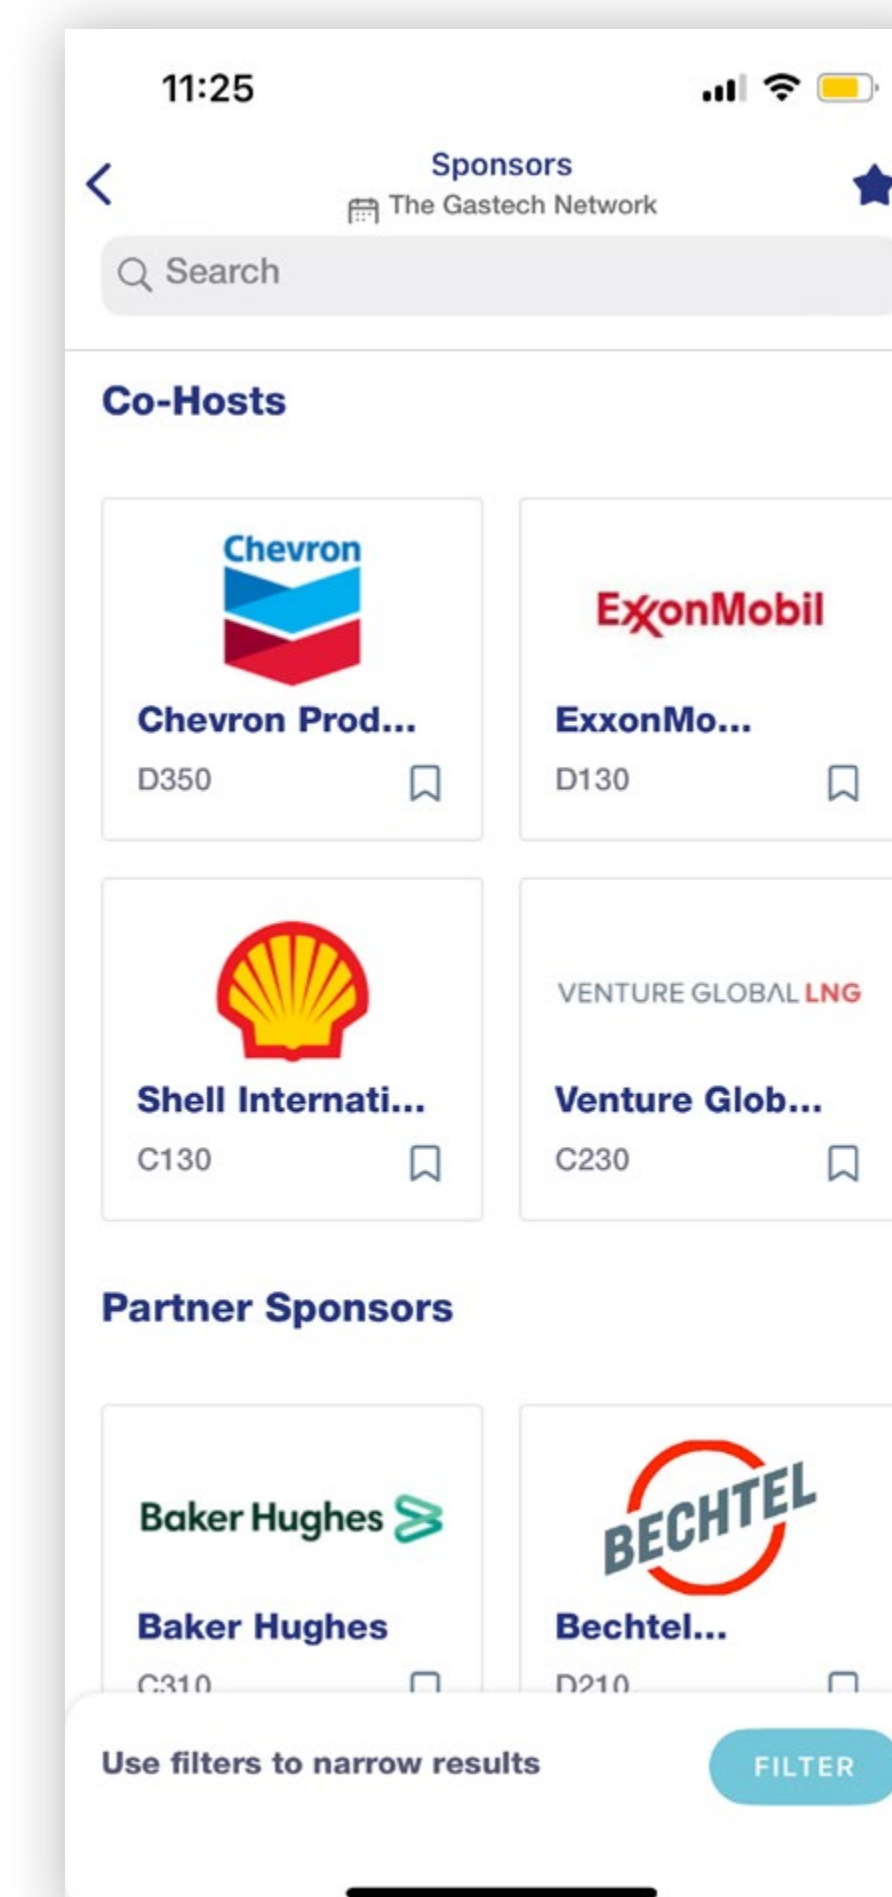 11:25
Sponsors
The Gastech Network
Search
Co-Hosts
Chevron
ExxonMobil
Chevron Prod...
ExxonMo...
D350
D130
VENTURE GLOBAL LNG
Shell Internati...
Venture Glob...
C130
C230
Partner Sponsors
Baker Hughes
BECHTEL
Baker Hughes
Bechtel...
C310
D210
Use filters to narrow results
FILTER